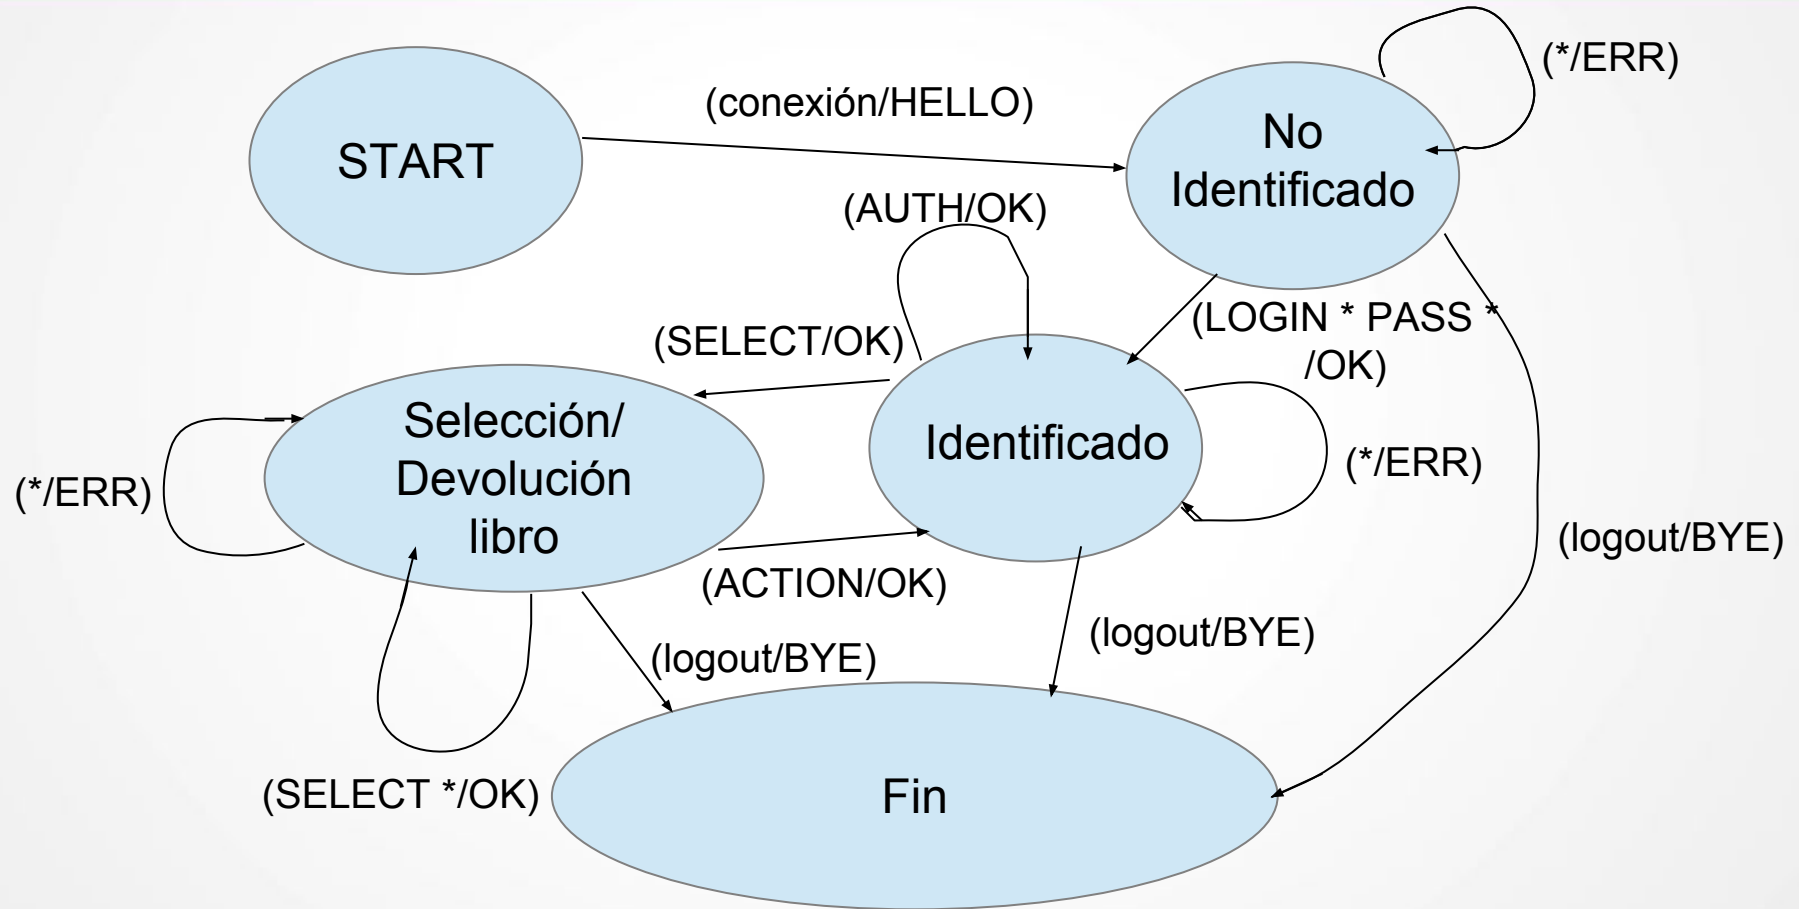 (*/ERR)
(conexión/HELLO)
START
No
Identificado
(AUTH/OK)
(LOGIN * PASS *
/OK)
(SELECT/OK)
Selección/
Devolución
libro
Identificado
(*/ERR)
(*/ERR)
(logout/BYE)
(ACTION/OK)
(logout/BYE)
(logout/BYE)
(SELECT */OK)
Fin